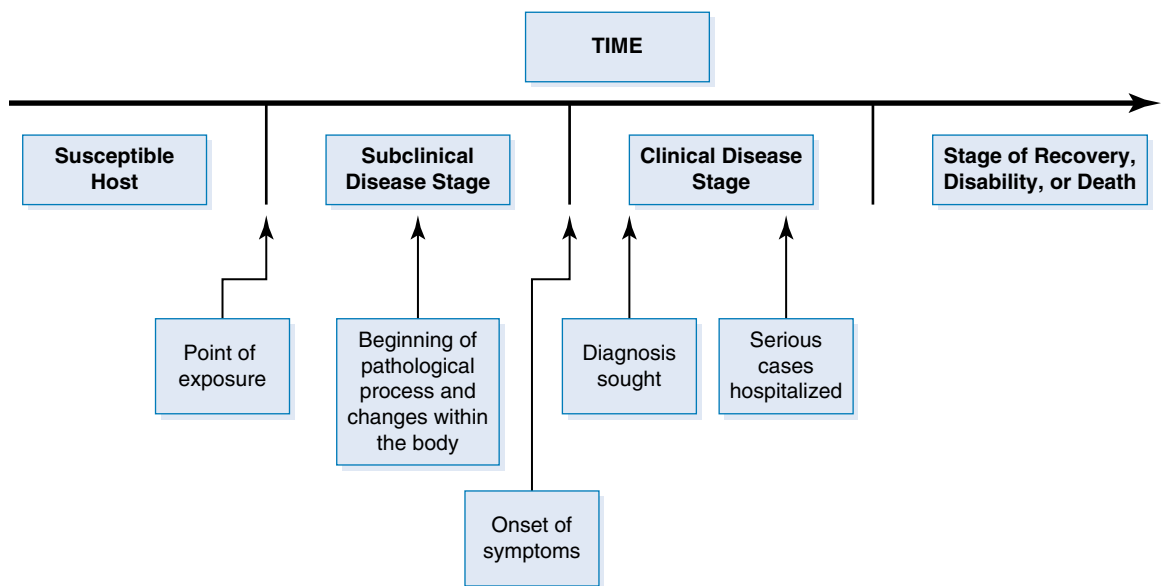 TIME
Susceptible
Host
Subclinical
Disease Stage
Clinical Disease
Stage
Stage of Recovery,
Disability, or Death
Point of
exposure
Beginning of
pathological
process and
changes within
the body
Onset of
symptoms
Diagnosis
sought
Serious
cases
hospitalized